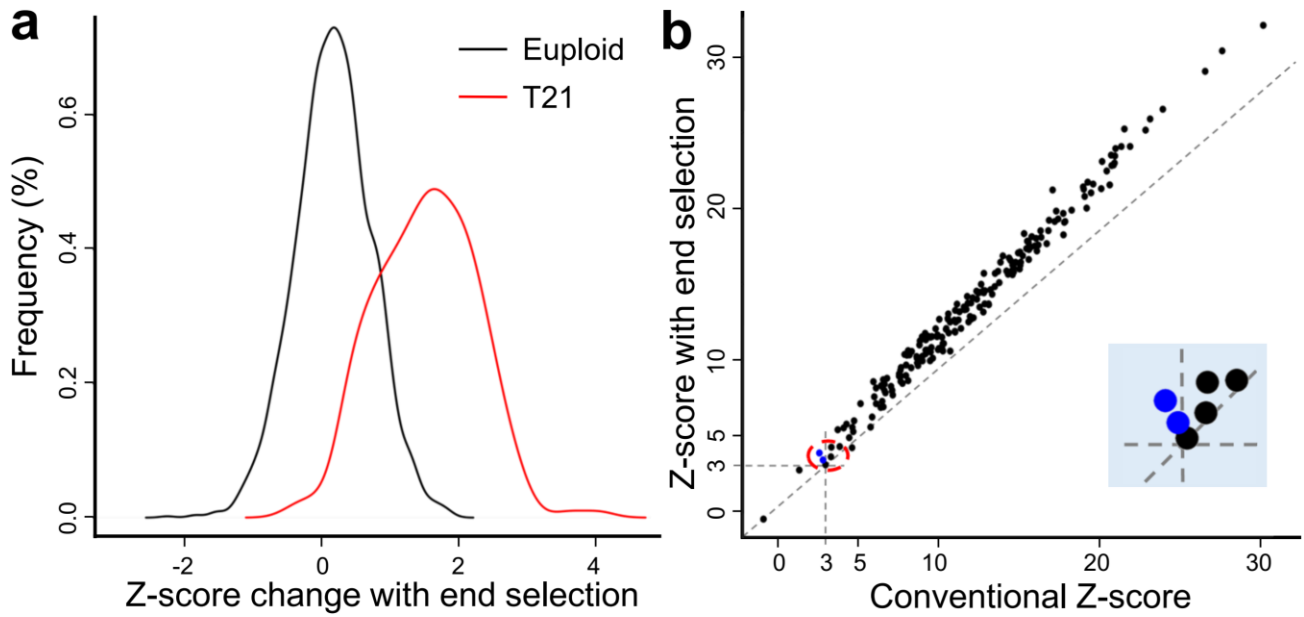 a
Euploid
T21
Frequency (%)
0.6
0.4
0.2
0.0
-2 0 2 4
Z-score change with end selection
b
Z-score with end selection
30
20
10
5
3
0
0 3 5 10 20 30
Conventional Z-score